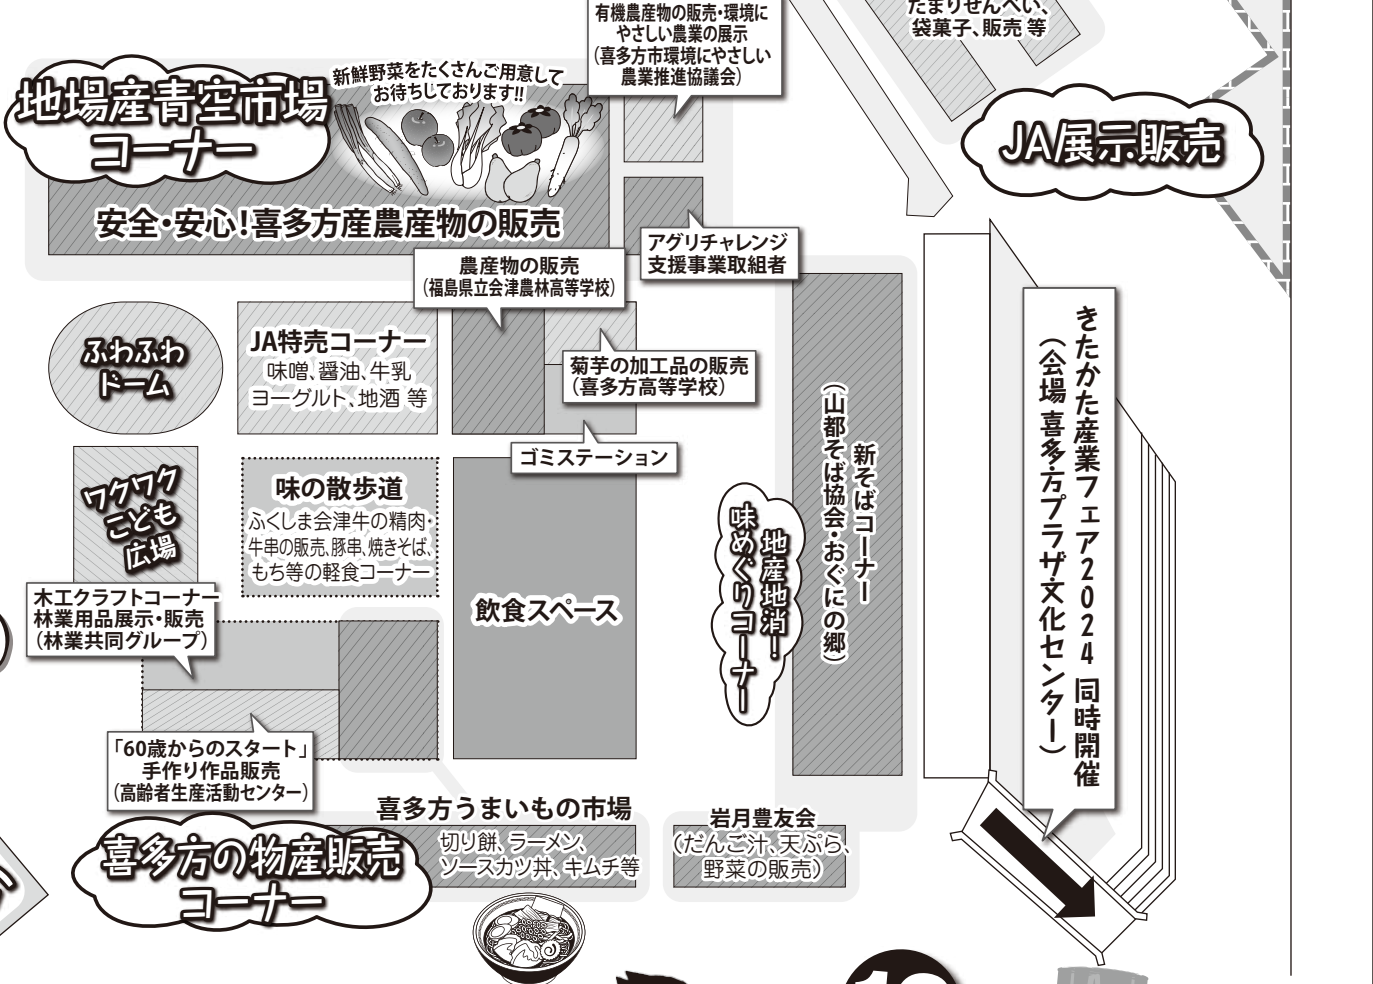 有機農産物の販売・環境に
やさしい農業の展示
（喜多方市環境にやさしい
農業推進協議会）
たまりせんべい、
袋菓子、販売 等
地場産青空市場
コーナー
新鮮野菜をたくさんご用意して
お待ちしております!!
安全・安心！喜多方産農産物の販売
JA/展示販売
アグリチャレンジ
支援事業取組者
農産物の販売
（福島県立会津農林高等学校）
ふわふわ
ドーム
JA特売コーナー
味噌、醤油、牛乳
ヨーグルト、地酒 等
菊芋の加工品の販売
（喜多方高等学校）
ゴミステーション
きたかた産業フェア2024 同時開催
（会場 喜多方プラザ文化センター）
新そばコーナー
（山都そば協会・おぐにの郷）
地産地消！
味めぐりコーナー
ワクワク
こども
広場
味の散歩道
ふくしま会津牛の精肉・
牛串の販売、豚串、焼きそば、
もち等の軽食コーナー
飲食スペース
木工クラフトコーナー
林業用品展示・販売
（林業共同グループ）
「60歳からのスタート」
手作り作品販売
（高齢者生産活動センター）
喜多方の物産販売
コーナー
喜多方うまいもの市場
切り餅、ラーメン、
ソースカツ丼、キムチ等
岩月豊友会
（だんご汁、天ぷら、
野菜の販売）